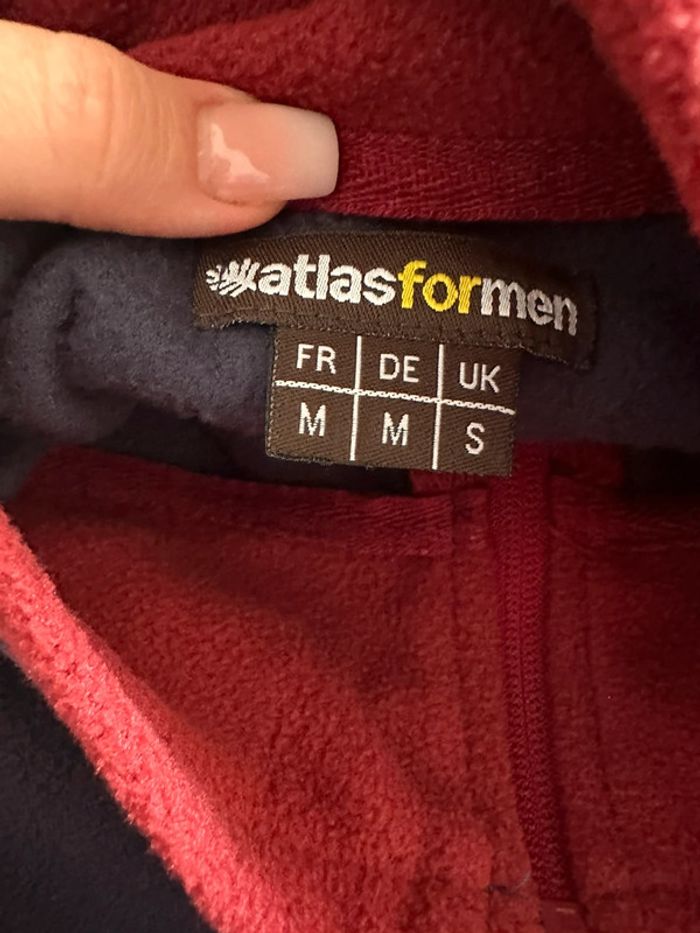 atlasformen
FR DE UK
M M S